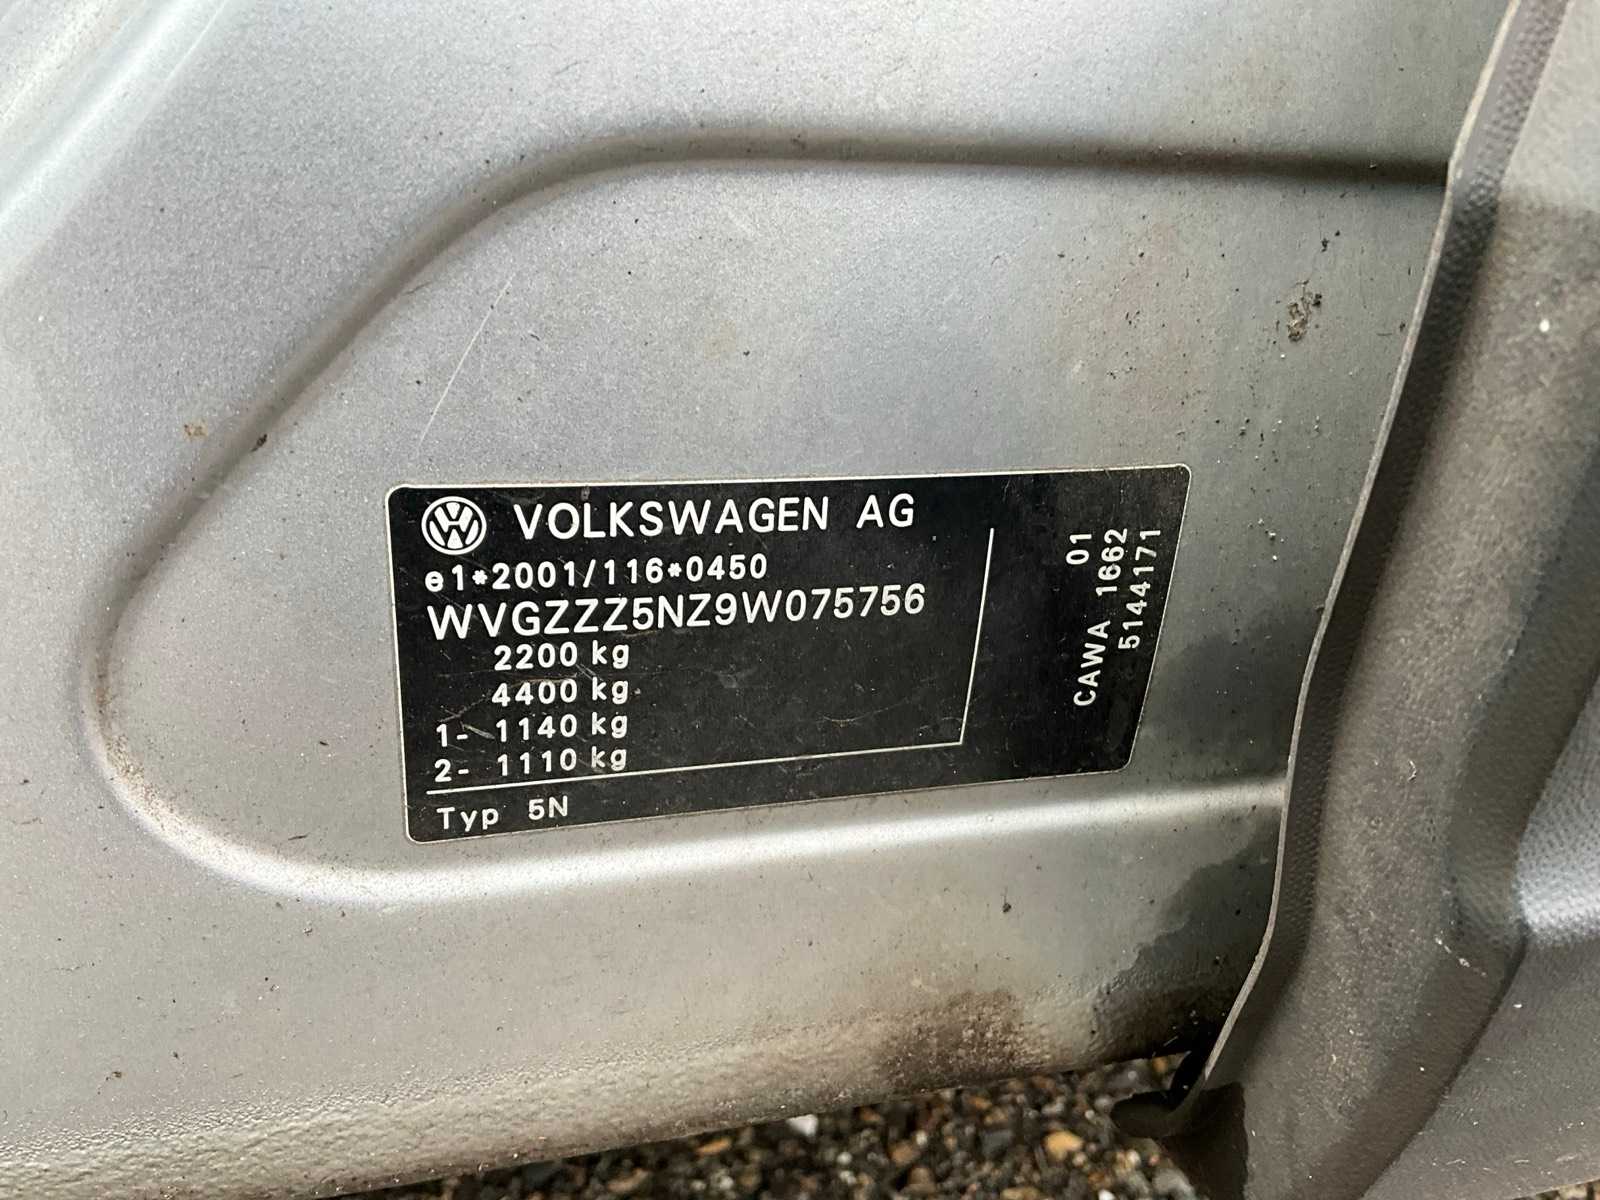 VOLKSWAGEN AG
e1*2001/116*0450
WVGZZZ5NZ9W075756
2200 kg
4400 kg
1- 1140 kg
2- 1110 kg
Typ 5N
01
CAWA 1662
5144171